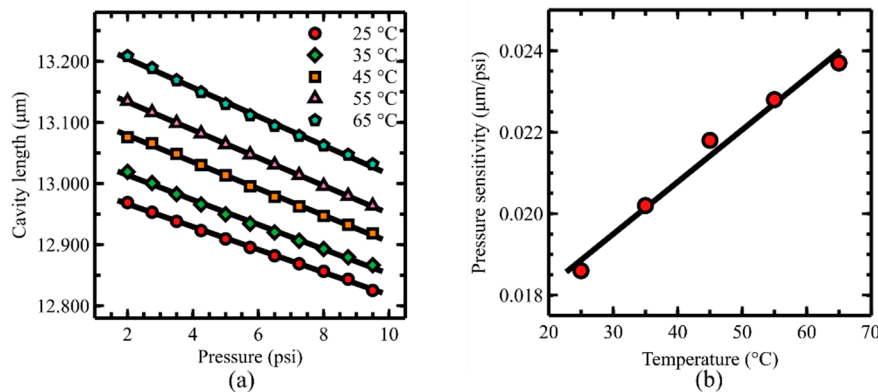 13.200
13.100
13.000
12.900
12.800
Cavity length (μm)
2 4 6 8 10
Pressure (psi)
25 °C
35 °C
45 °C
55 °C
65 °C
(a)
0.024
0.022
0.020
0.018
Pressure sensitivity (μm/psi)
20 30 40 50 60 70
Temperature (°C)
(b)